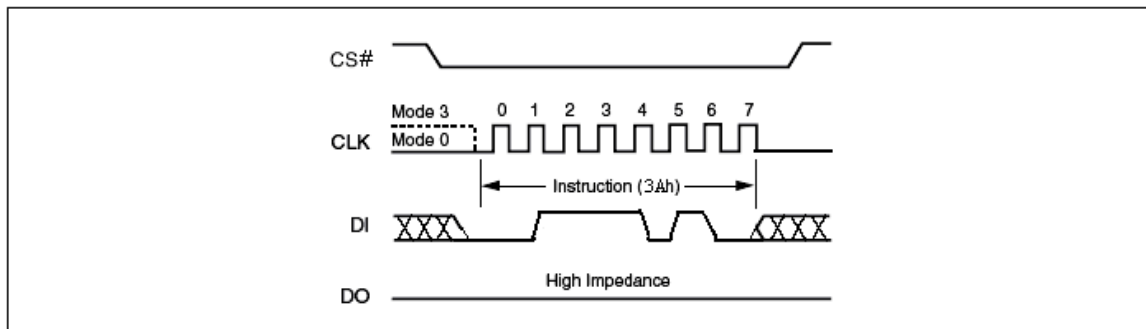 CS#
Mode 3 0 1 2 3 4 5 6 7
CLK Mode 0
Instruction (3Ah)
DI
High Impedance
DO